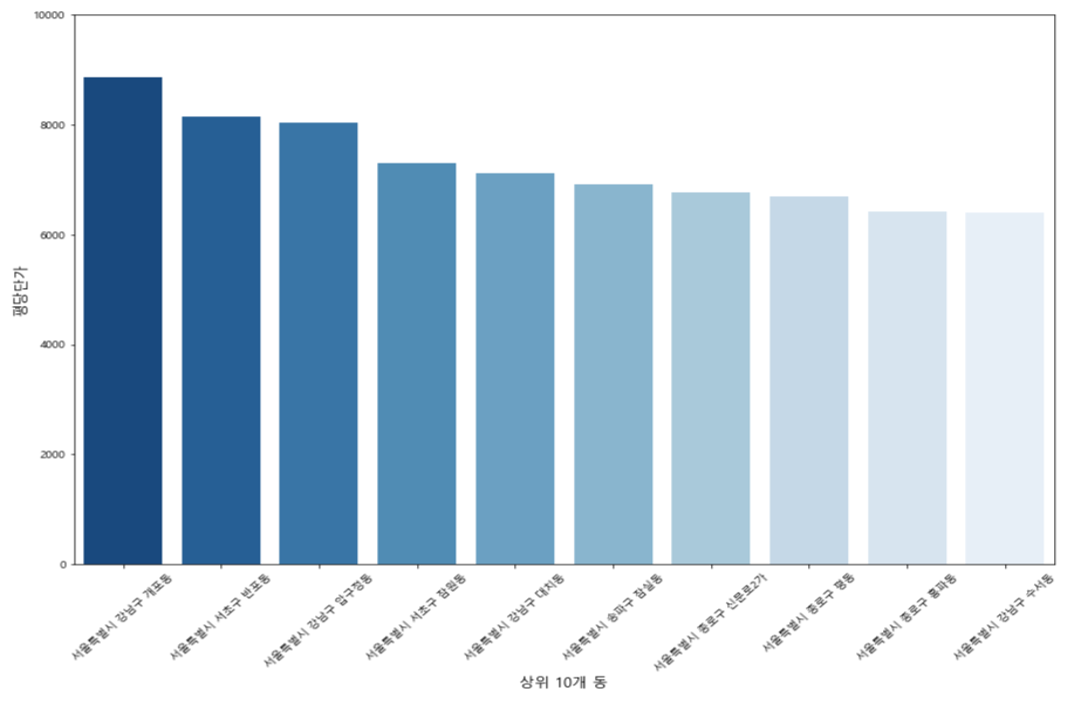 10000
8000
6000
4000
2000
0
평당단가
서울특별시 강남구 개포동
서울특별시 서초구 반포동
서울특별시 강남구 압구정동
서울특별시 서초구 잠원동
서울특별시 강남구 대치동
서울특별시 송파구 잠실동
서울특별시 종로구 신문로2가
서울특별시 종로구 평동
서울특별시 종로구 홍파동
서울특별시 강남구 수서동
상위 10개 동